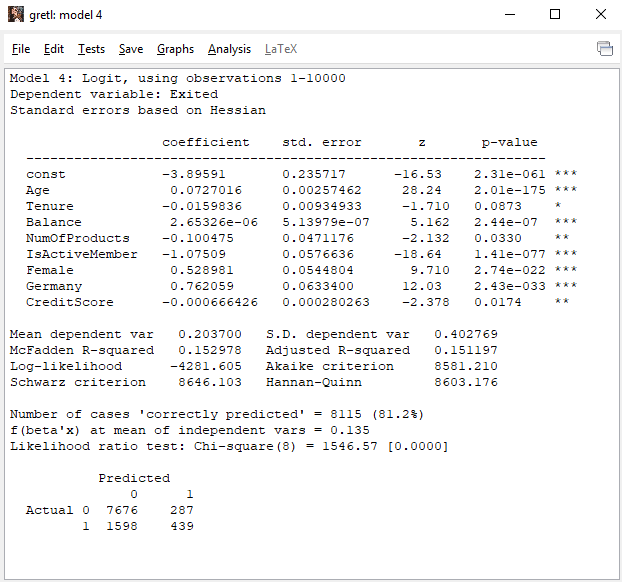 gretl: model 4
File Edit Tests Save Graphs Analysis LaTeX
Model 4: Logit, using observations 1-10000
Dependent variable: Exited
Standard errors based on Hessian
coefficient std. error z p-value
---------------------------------------------------------------
const -3.89591 0.235717 -16.53 2.31e-061 ***
Age 0.0727016 0.00257462 28.24 2.01e-175 ***
Tenure -0.0159836 0.00934933 -1.710 0.0873 *
Balance 2.65326e-06 5.13979e-07 5.162 2.44e-07 ***
NumOfProducts -0.100475 0.0471176 -2.132 0.0330 **
IsActiveMember -1.07509 0.0576636 -18.64 1.41e-077 ***
Female 0.528981 0.0544804 9.710 2.74e-022 ***
Germany 0.762059 0.0633400 12.03 2.43e-033 ***
CreditScore -0.000666426 0.000280263 -2.378 0.0174 **
Mean dependent var 0.203700 S.D. dependent var 0.402769
McFadden R-squared 0.152978 Adjusted R-squared 0.151197
Log-likelihood -4281.605 Akaike criterion 8581.210
Schwarz criterion 8646.103 Hannan-Quinn 8603.176
Number of cases 'correctly predicted' = 8115 (81.2%)
f(beta'x) at mean of independent vars = 0.135
Likelihood ratio test: Chi-square(8) = 1546.57 [0.0000]
Predicted
0 1
Actual 0 7676 287
1 1598 439